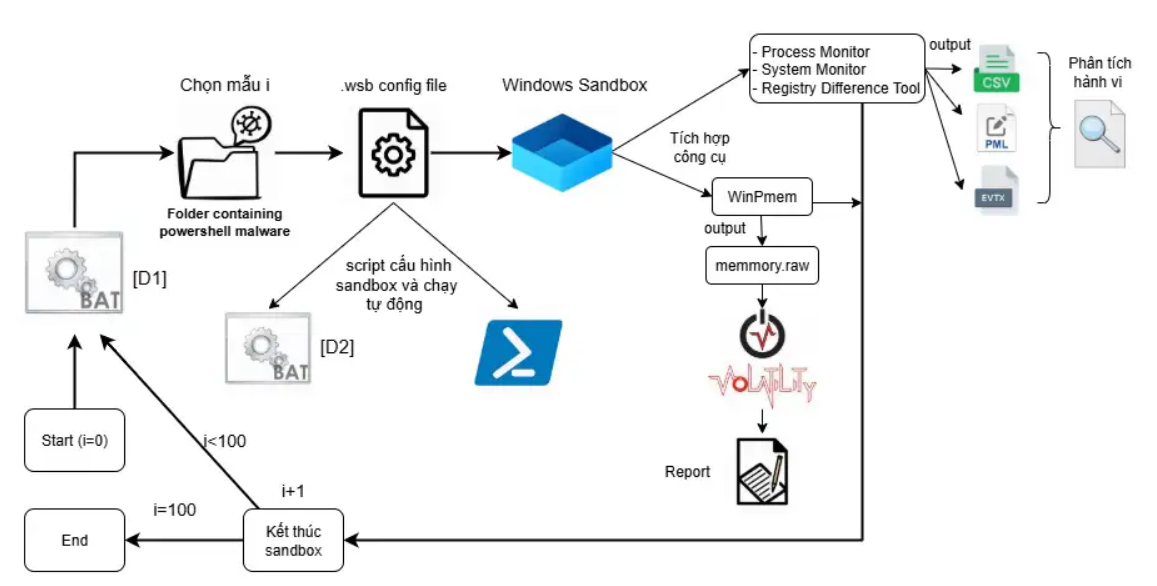 Chọn mẫu i
.wsb config file
Windows Sandbox
- Process Monitor
- System Monitor
- Registry Difference Tool
output
CSV
PML
EVTX
Phân tích
hành vi
Folder containing
powershell malware
Tích hợp
công cụ
WinPmem
output
memmory.raw
VOLATILITY
Report
BAT
[D1]
script cấu hình
sandbox và chạy
tự động
BAT
[D2]
Start (i=0)
i<100
i+1
i=100
End
Kết thúc
sandbox